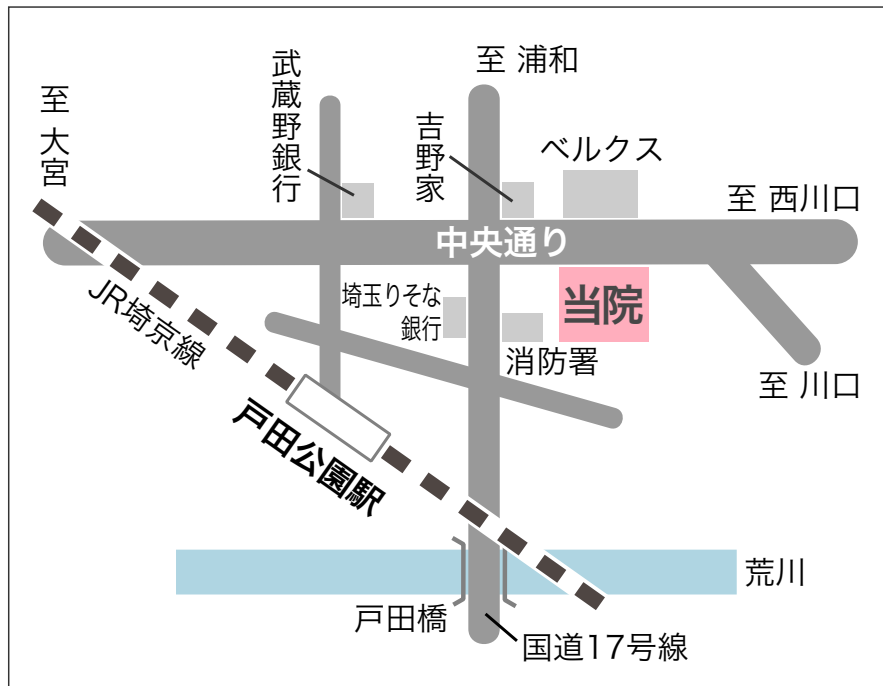 至 浦和
武蔵野銀行
至 大宮
吉野家
ベルクス
至 西川口
中央通り
JR埼京線
埼玉りそな
銀行
当院
消防署
至 川口
戸田公園駅
荒川
戸田橋
国道17号線